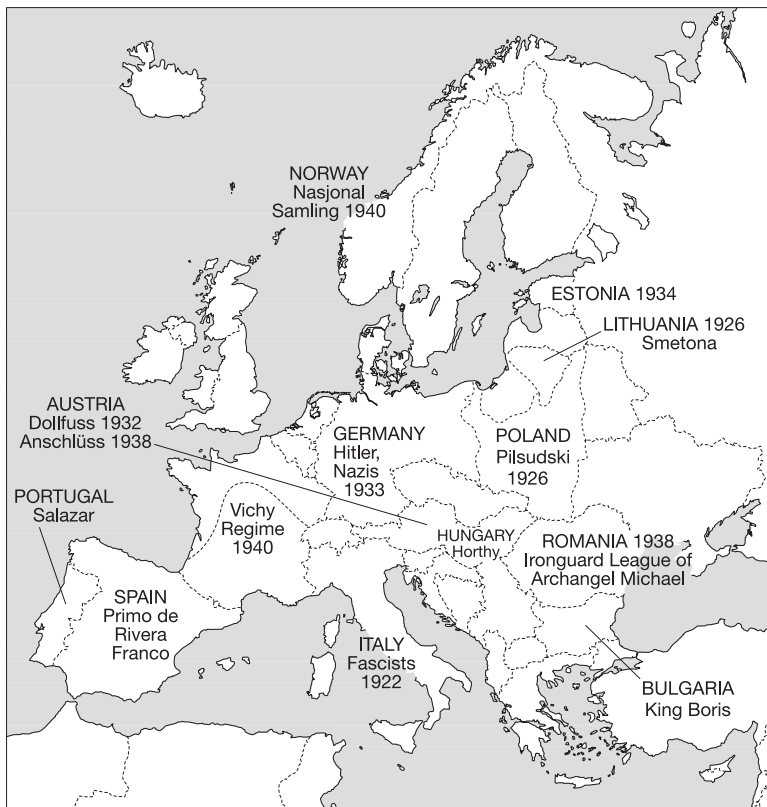 NORWAY
Nasjonal
Samling 1940
ESTONIA 1934
LITHUANIA 1926
Smetona
AUSTRIA
Dollfuss 1932
Anschlüss 1938
GERMANY
Hitler,
Nazis
1933
POLAND
Pilsudski
1926
PORTUGAL
Salazar
Vichy
Regime
1940
HUNGARY
Horthy
ROMANIA 1938
Ironguard League of
Archangel Michael
SPAIN
Primo de
Rivera
Franco
ITALY
Fascists
1922
BULGARIA
King Boris